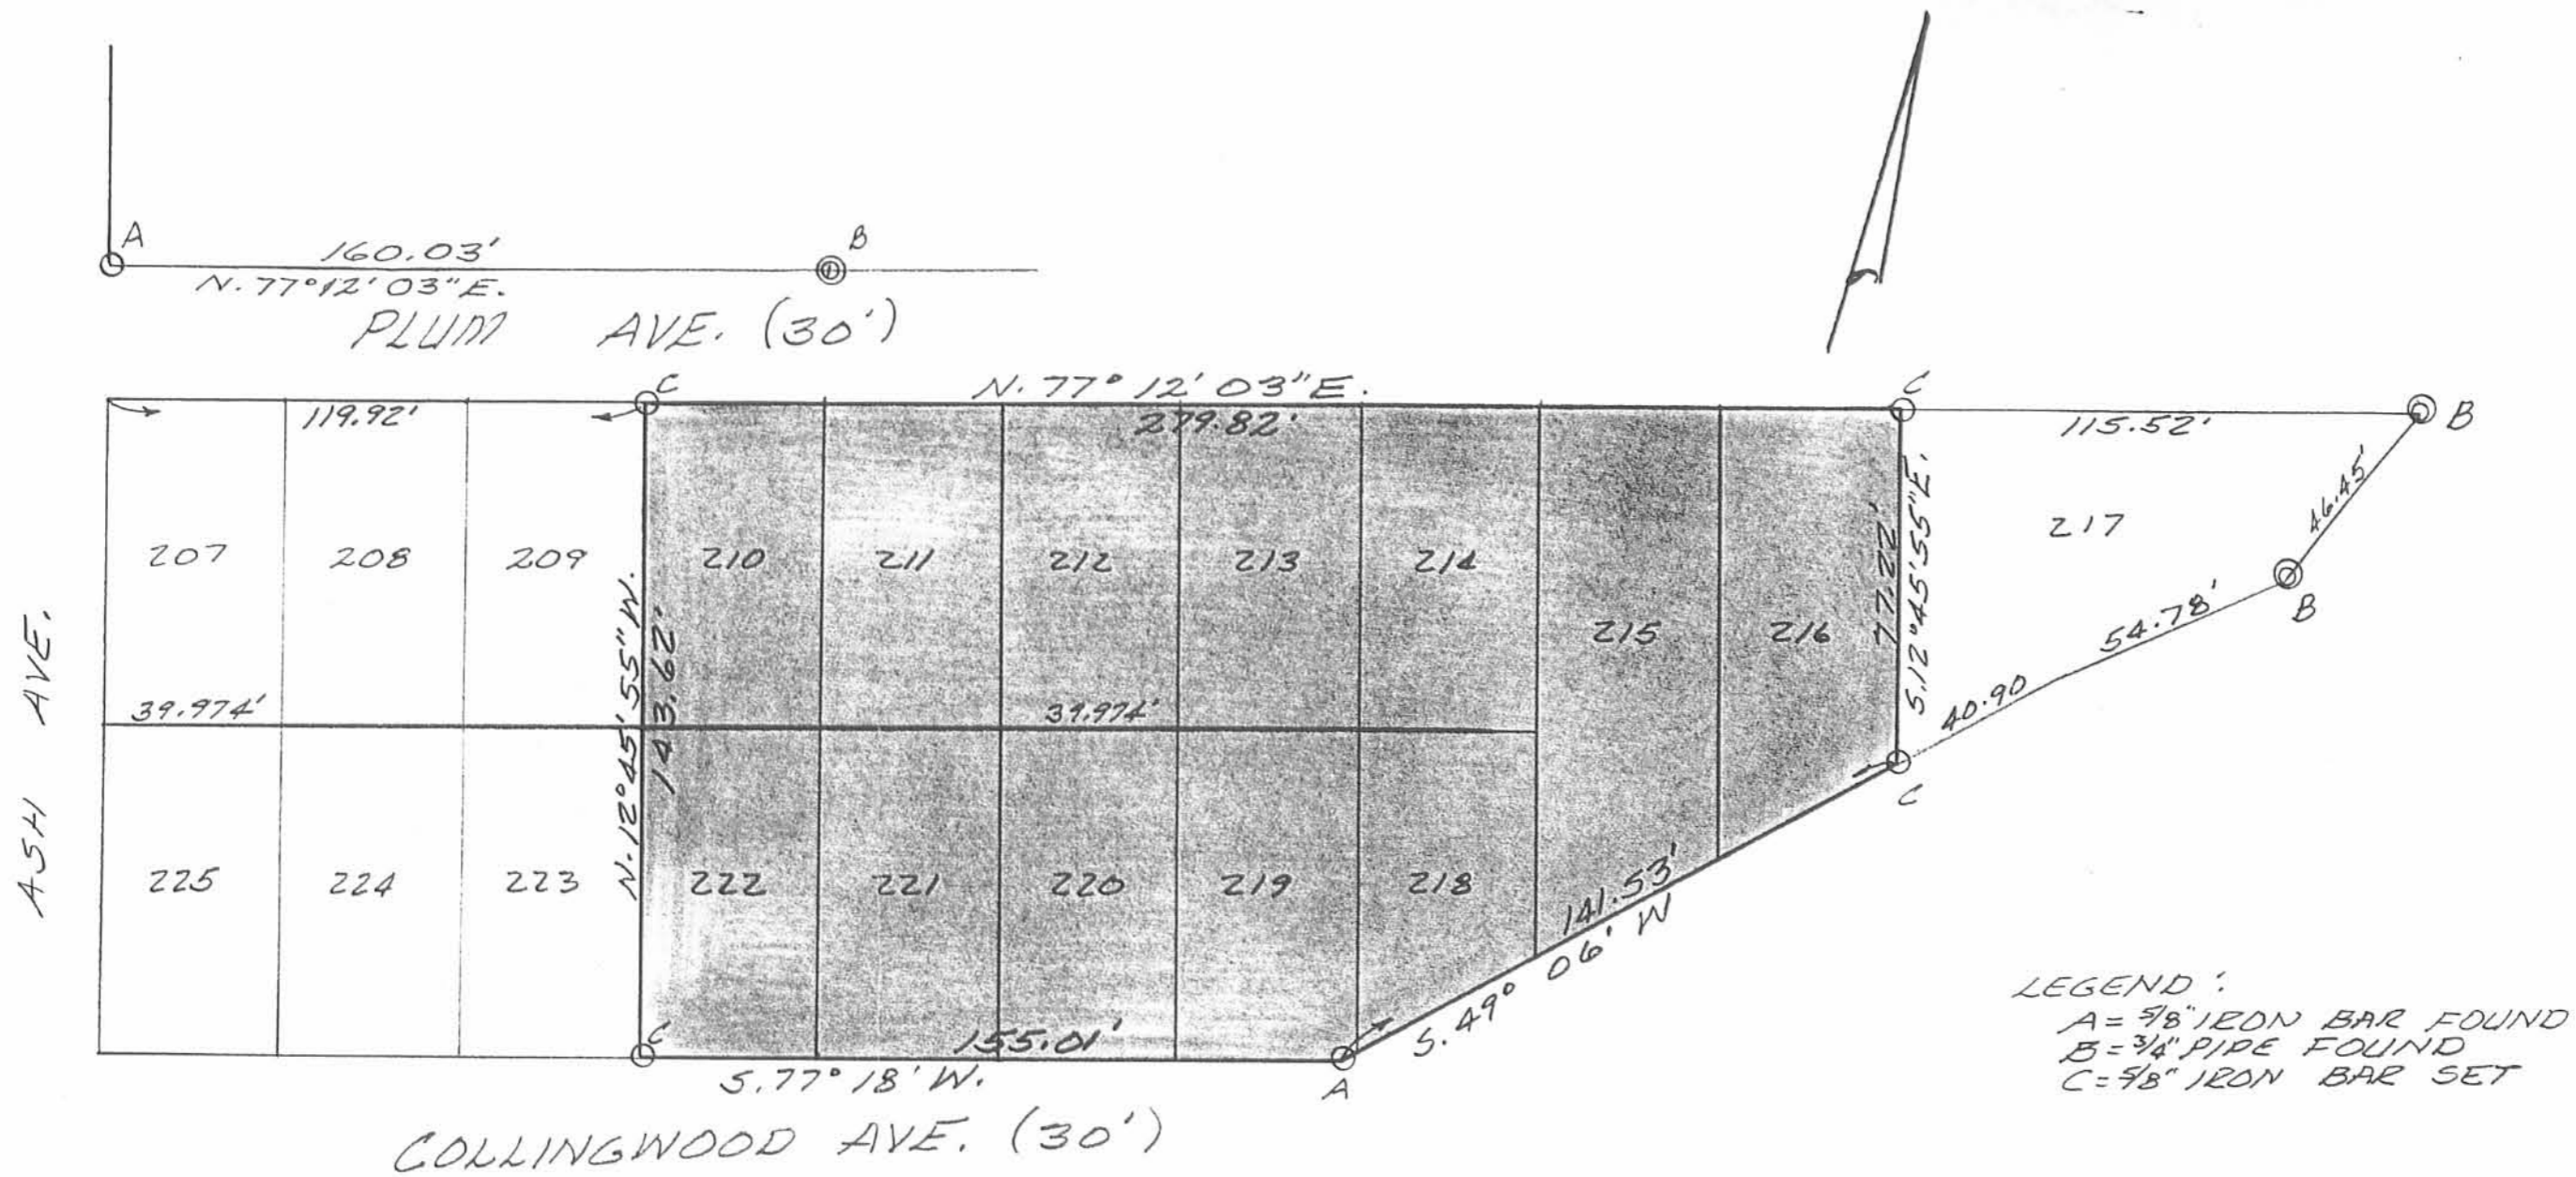 A
160.03'
B
N. 77° 12' 03" E.
PLUM AVE. (30')
C
N. 77° 12' 03" E.
C
119.92'
279.82'
115.52'
B
207
208
209
210
211
212
213
214
215
216
217
46.45'
B
54.78'
40.90
77.22'
S. 12° 45' 55" E.
C
N. 12° 45' 55" W.
143.62'
39.974'
39.974'
ASH AVE.
225
224
223
222
221
220
219
218
141.53'
S. 49° 06' W
C
155.01'
S. 77° 18' W.
A
COLLINGWOOD AVE. (30')
LEGEND:
A = 5/8" IRON BAR FOUND
B = 3/4" PIPE FOUND
C = 5/8" IRON BAR SET